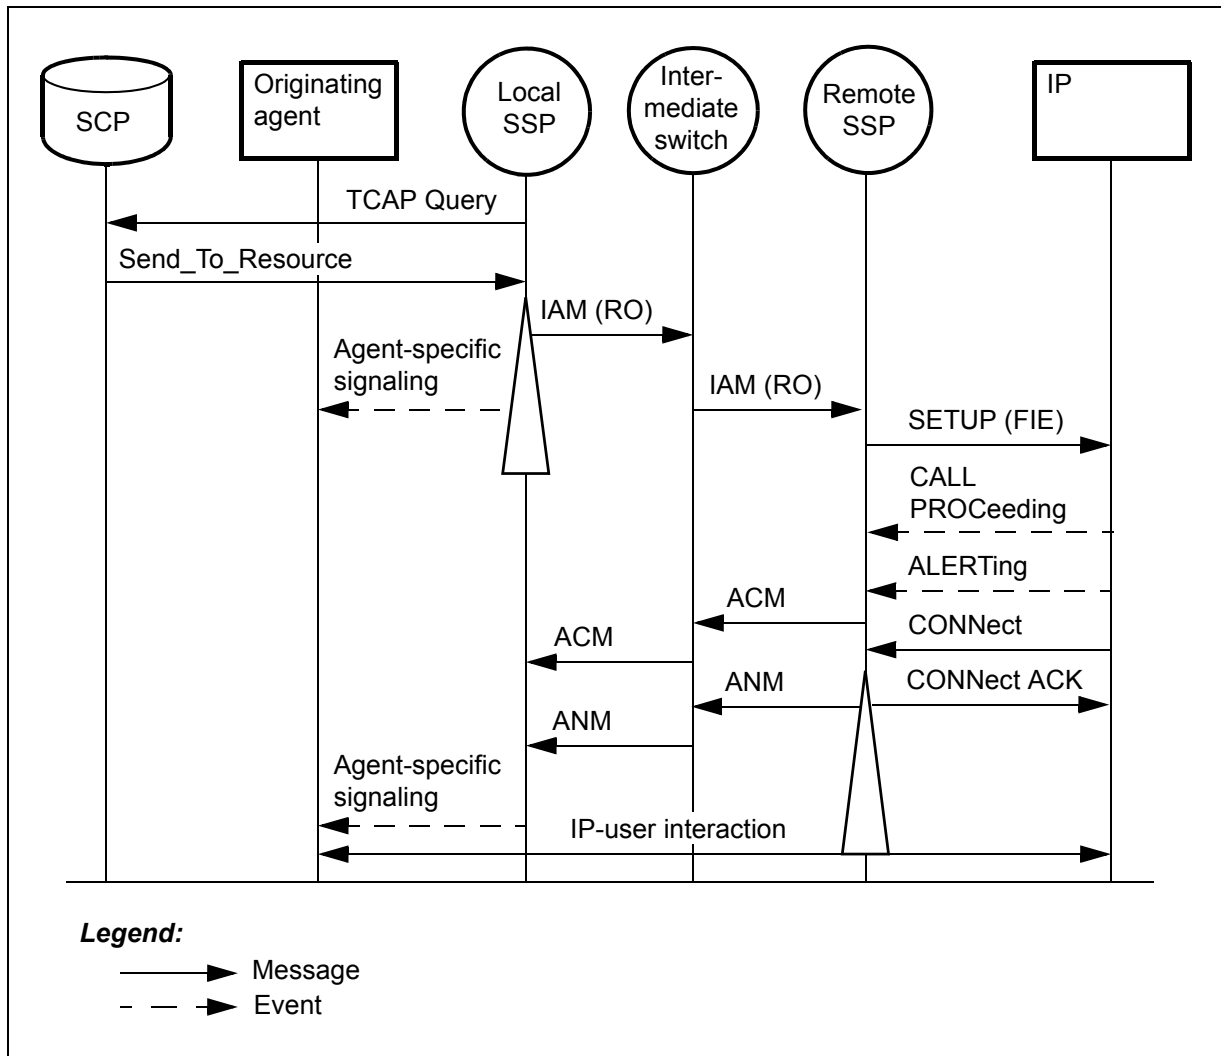 SCP
Originating
agent
Local
SSP
Inter-
mediate
switch
Remote
SSP
IP
TCAP Query
Send_To_Resource
IAM (RO)
Agent-specific
signaling
IAM (RO)
SETUP (FIE)
CALL
PROCeeding
ALERTing
ACM
CONNect
ACM
CONNect ACK
ANM
ANM
Agent-specific
signaling
IP-user interaction
Legend:
Message
Event